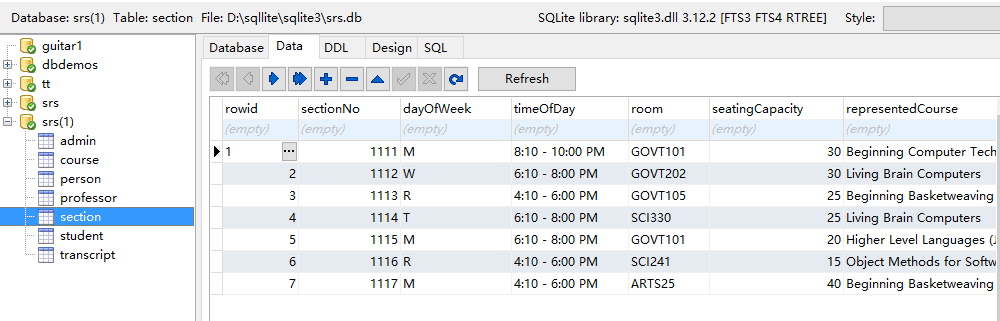 Database: srs(1) Table: section File: D:\sqllite\sqlite3\srs.db SQLite library: sqlite3.dll 3.12.2 [FTS3 FTS4 RTREE] Style:
guitar1
dbdemos
tt
srs
srs(1)
admin
course
person
professor
section
student
transcript
Database Data DDL Design SQL
Refresh
rowid sectionNo dayOfWeek timeOfDay room seatingCapacity representedCourse
(empty) (empty) (empty) (empty) (empty) (empty) (empty)
1 ... 1111 M 8:10 - 10:00 PM GOVT101 30 Beginning Computer Tech
2 1112 W 6:10 - 8:00 PM GOVT202 30 Living Brain Computers
3 1113 R 4:10 - 6:00 PM GOVT105 25 Beginning Basketweaving
4 1114 T 6:10 - 8:00 PM SCI330 25 Living Brain Computers
5 1115 M 6:10 - 8:00 PM GOVT101 20 Higher Level Languages (J
6 1116 R 4:10 - 6:00 PM SCI241 15 Object Methods for Softw
7 1117 M 4:10 - 6:00 PM ARTS25 40 Beginning Basketweaving